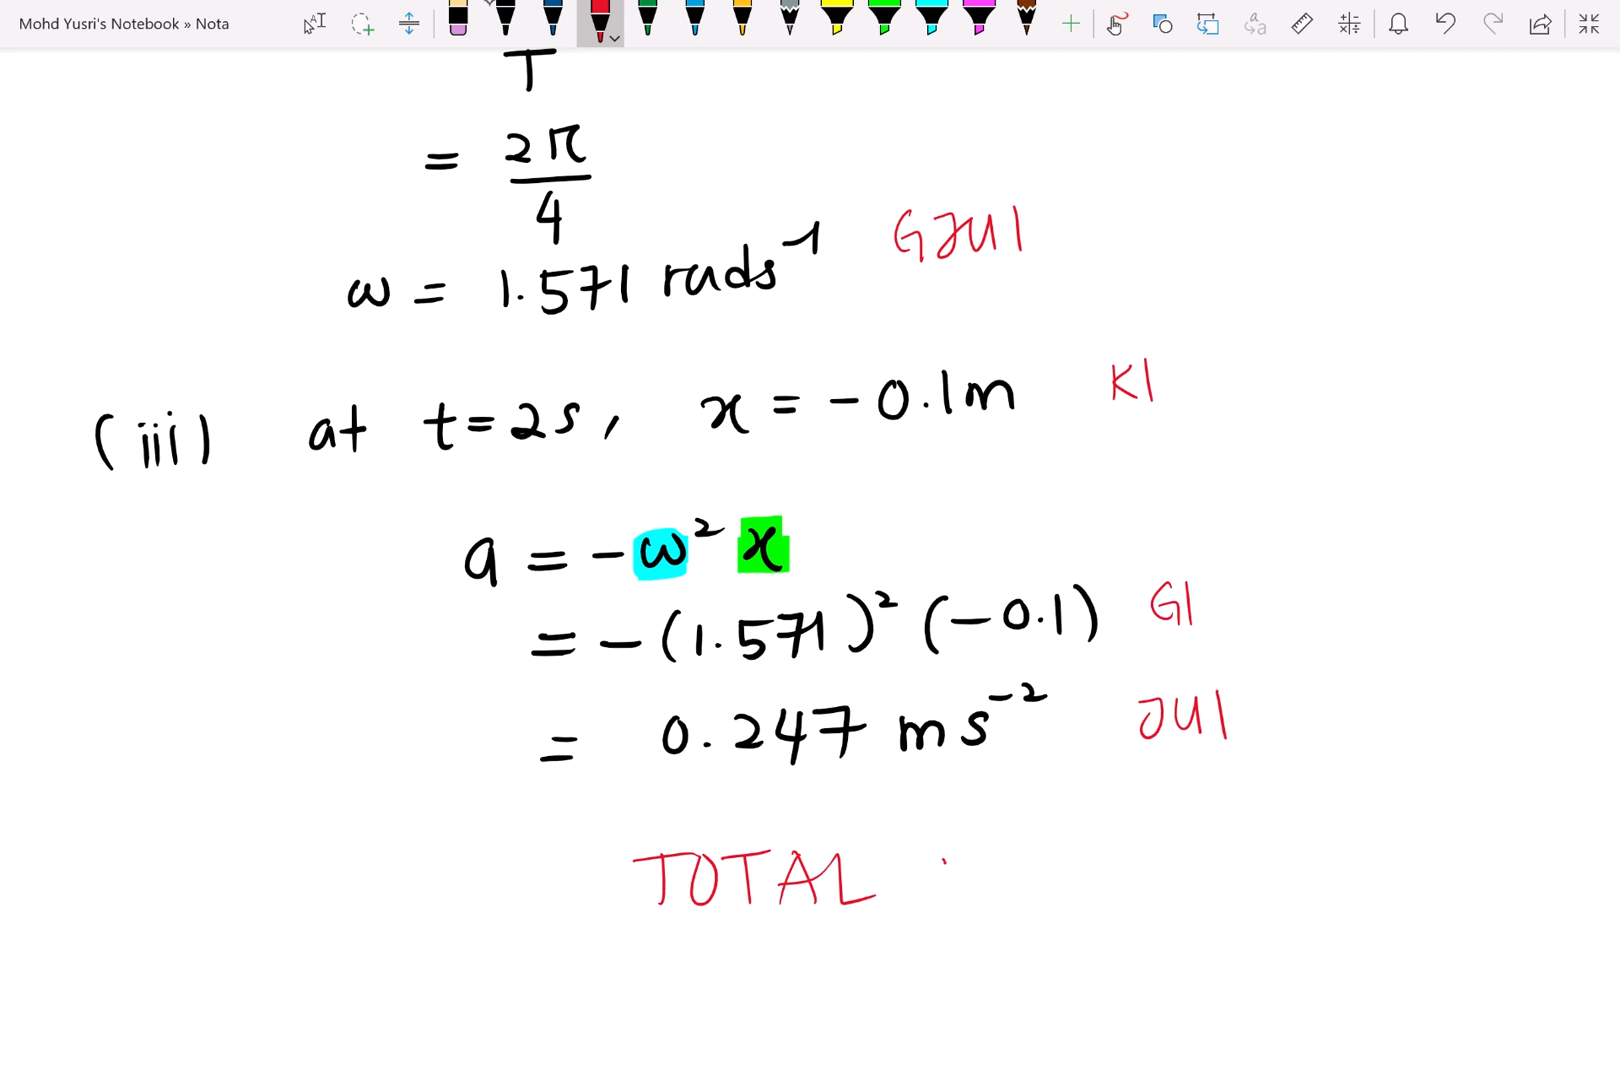 Mohd Yusri's Notebook » Nota
T
= 2π
4
ω = 1.571 rads⁻¹ GJU1
(iii) at t=2s, x = -0.1m K1
a = -ω² x
= -(1.571)² (-0.1) G1
= 0.247 ms⁻² JU1
TOTAL